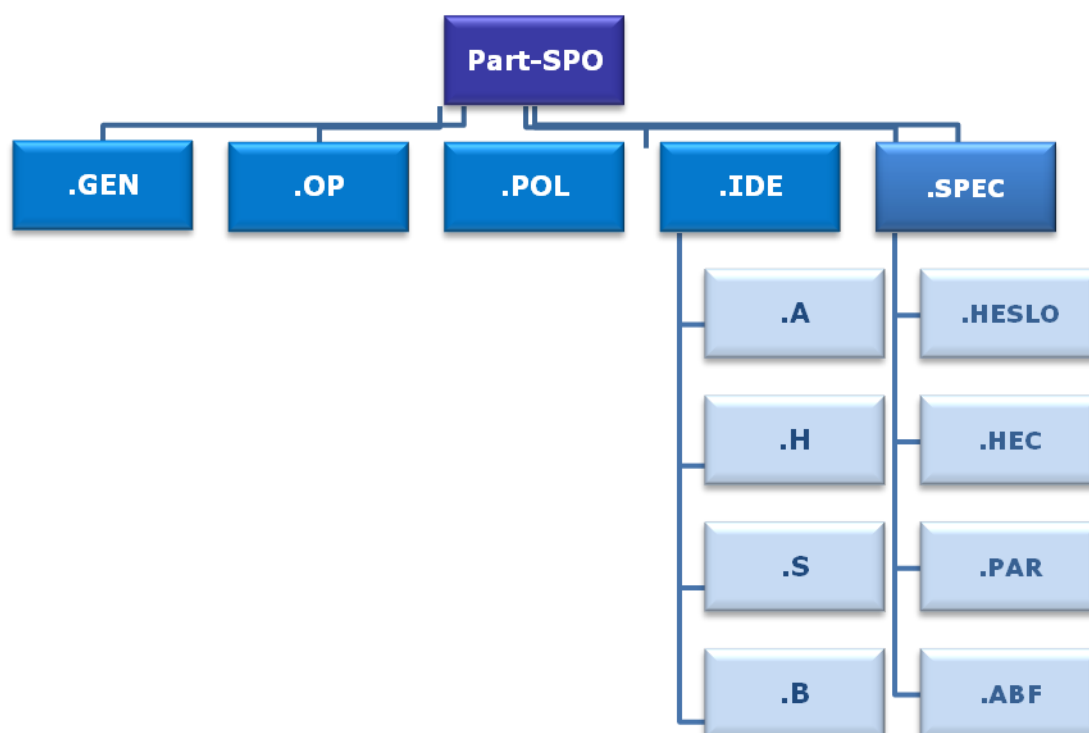 Part-SPO
.GEN
.OP
.POL
.IDE
.SPEC
.A
.HESLO
.H
.HEC
.S
.PAR
.B
.ABF